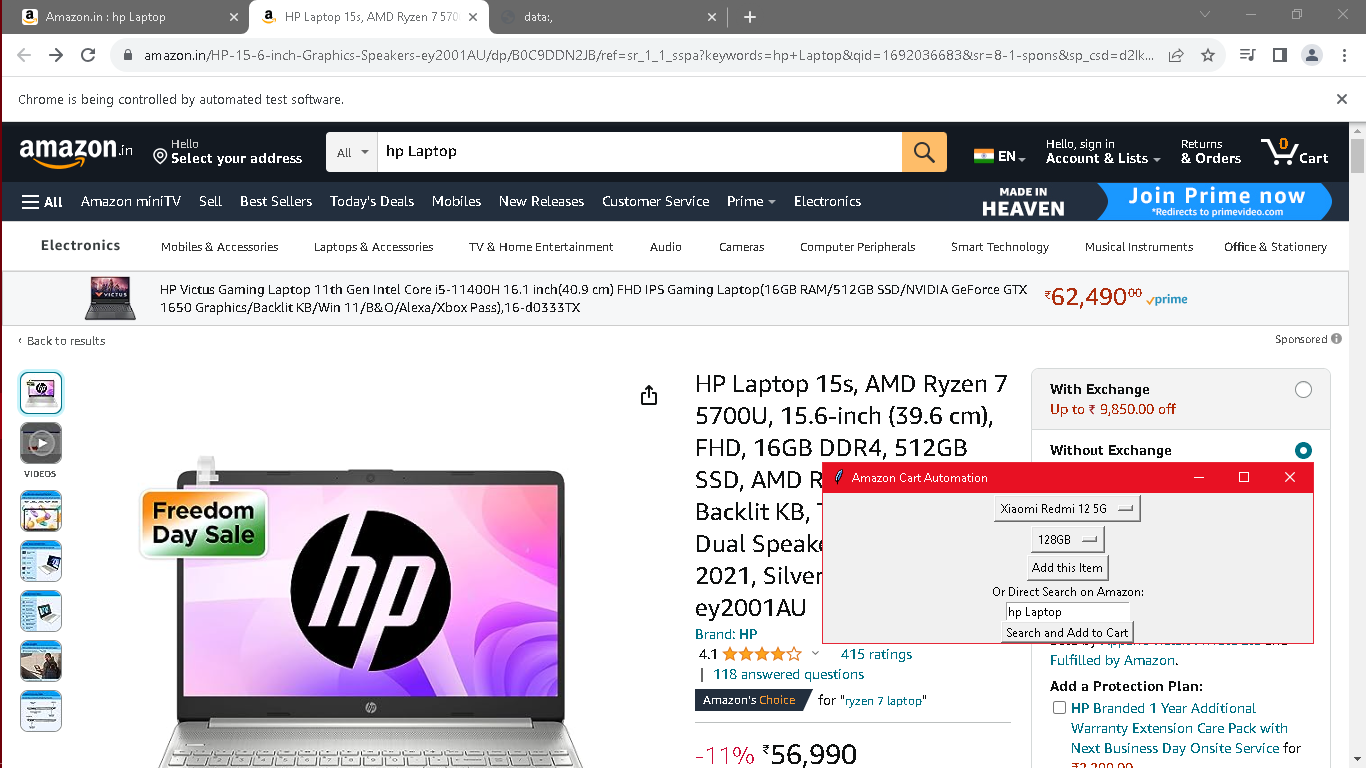 Amazon.in : hp Laptop
HP Laptop 15s, AMD Ryzen 7 570
data:,
amazon.in/HP-15-6-inch-Graphics-Speakers-ey2001AU/dp/B0C9DDN2JB/ref=sr_1_1_sspa?keywords=hp+Laptop&qid=1692036683&sr=8-1-spons&sp_csd=d2lk...
Chrome is being controlled by automated test software.
amazon.in
Hello
Select your address
All
hp Laptop
EN
Hello, sign in
Account & Lists
Returns
& Orders
0
Cart
All
Amazon miniTV
Sell
Best Sellers
Today's Deals
Mobiles
New Releases
Customer Service
Prime
Electronics
MADE IN
HEAVEN
Join Prime now
*Redirects to primevideo.com
Electronics
Mobiles & Accessories
Laptops & Accessories
TV & Home Entertainment
Audio
Cameras
Computer Peripherals
Smart Technology
Musical Instruments
Office & Stationery
VICTUS
HP Victus Gaming Laptop 11th Gen Intel Core i5-11400H 16.1 inch(40.9 cm) FHD IPS Gaming Laptop(16GB RAM/512GB SSD/NVIDIA GeForce GTX
1650 Graphics/Backlit KB/Win 11/B&O/Alexa/Xbox Pass),16-d0333TX
₹62,49000 prime
‹ Back to results
Sponsored
VIDEOS
Freedom
Day Sale
hp
hp
HP Laptop 15s, AMD Ryzen 7
5700U, 15.6-inch (39.6 cm),
FHD, 16GB DDR4, 512GB
SSD, AMD R
Backlit KB,
Dual Speake
2021, Silver
ey2001AU
Brand: HP
4.1
415 ratings
| 118 answered questions
Amazon's Choice for "ryzen 7 laptop"
-11% ₹56,990
With Exchange
Up to ₹ 9,850.00 off
Without Exchange
Amazon Cart Automation
Xiaomi Redmi 12 5G
128GB
Add this Item
Or Direct Search on Amazon:
hp Laptop
Search and Add to Cart
Fulfilled by Amazon.
Add a Protection Plan:
HP Branded 1 Year Additional
Warranty Extension Care Pack with
Next Business Day Onsite Service for